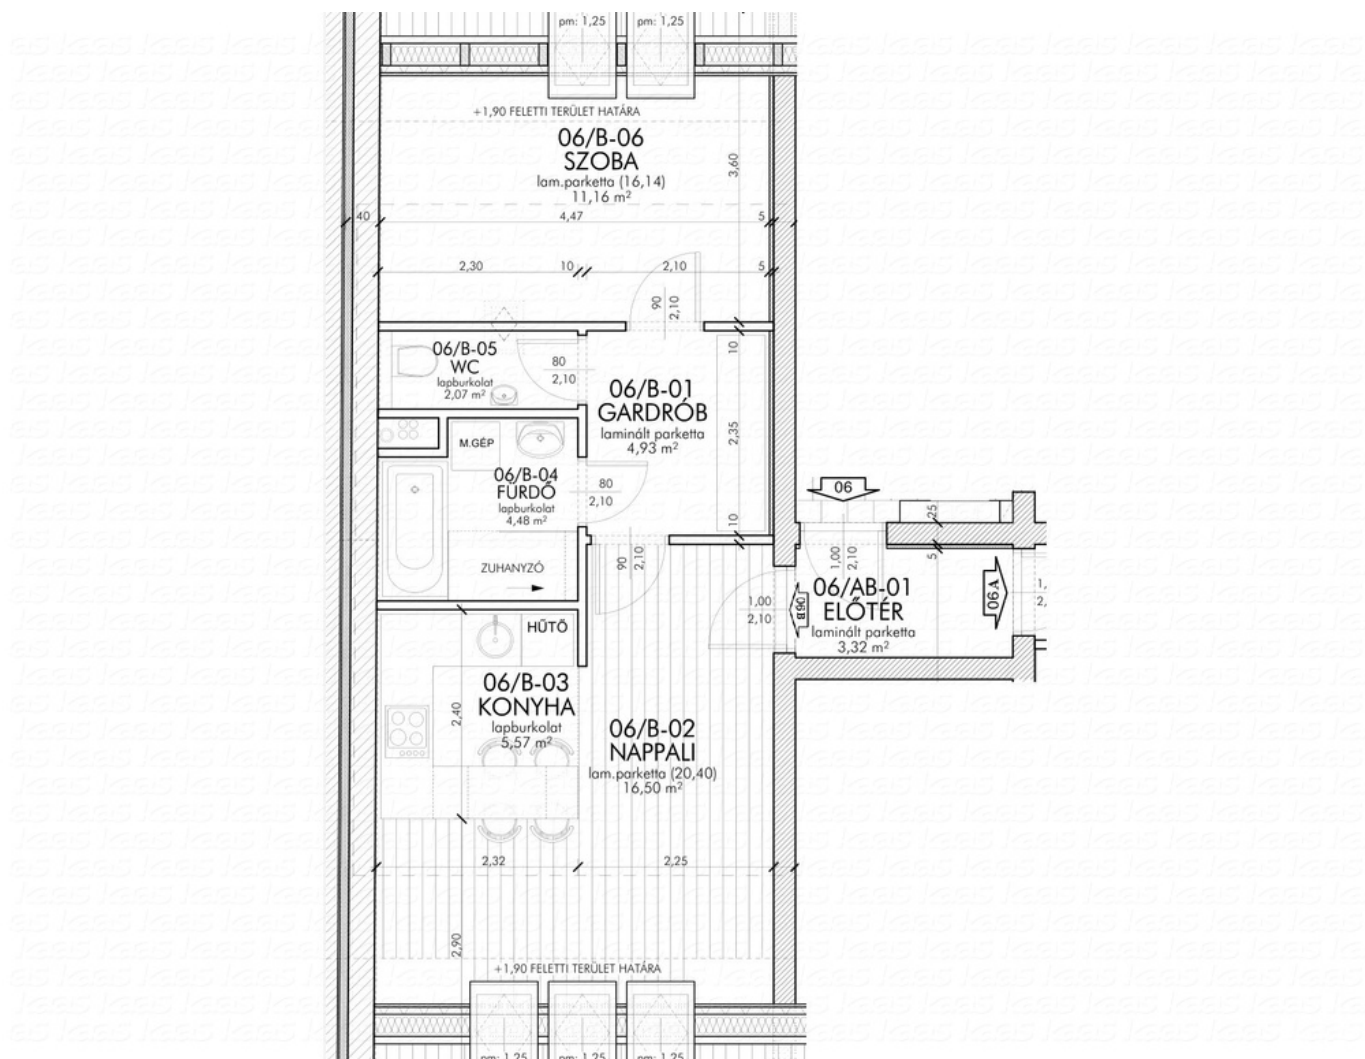 pm: 1,25
pm: 1,25
+1,90 FELETTI TERÜLET HATÁRA
06/B-06
SZOBA
lam.parketta (16,14)
11,16 m²
3,60
40
4,47
5
2,30
10
2,10
5
90
2,10
06/B-05
WC
lapburkolat
2,07 m²
80
2,10
10
06/B-01
GARDRÓB
laminált parketta
4,93 m²
2,35
M.GÉP
06/B-04
FÜRDŐ
lapburkolat
4,48 m²
80
2,10
10
06
25
90
2,10
ZUHANYZÓ
1,00
2,10
5
06/AB-01
ELŐTÉR
laminált parketta
3,32 m²
06.A
1,
2,
1,00
2,10
06.B
HŰTŐ
06/B-03
KONYHA
lapburkolat
5,57 m²
2,40
06/B-02
NAPPALI
lam.parketta (20,40)
16,50 m²
2,32
2,25
2,90
+1,90 FELETTI TERÜLET HATÁRA
pm: 1,25
pm: 1,25
pm: 1,25